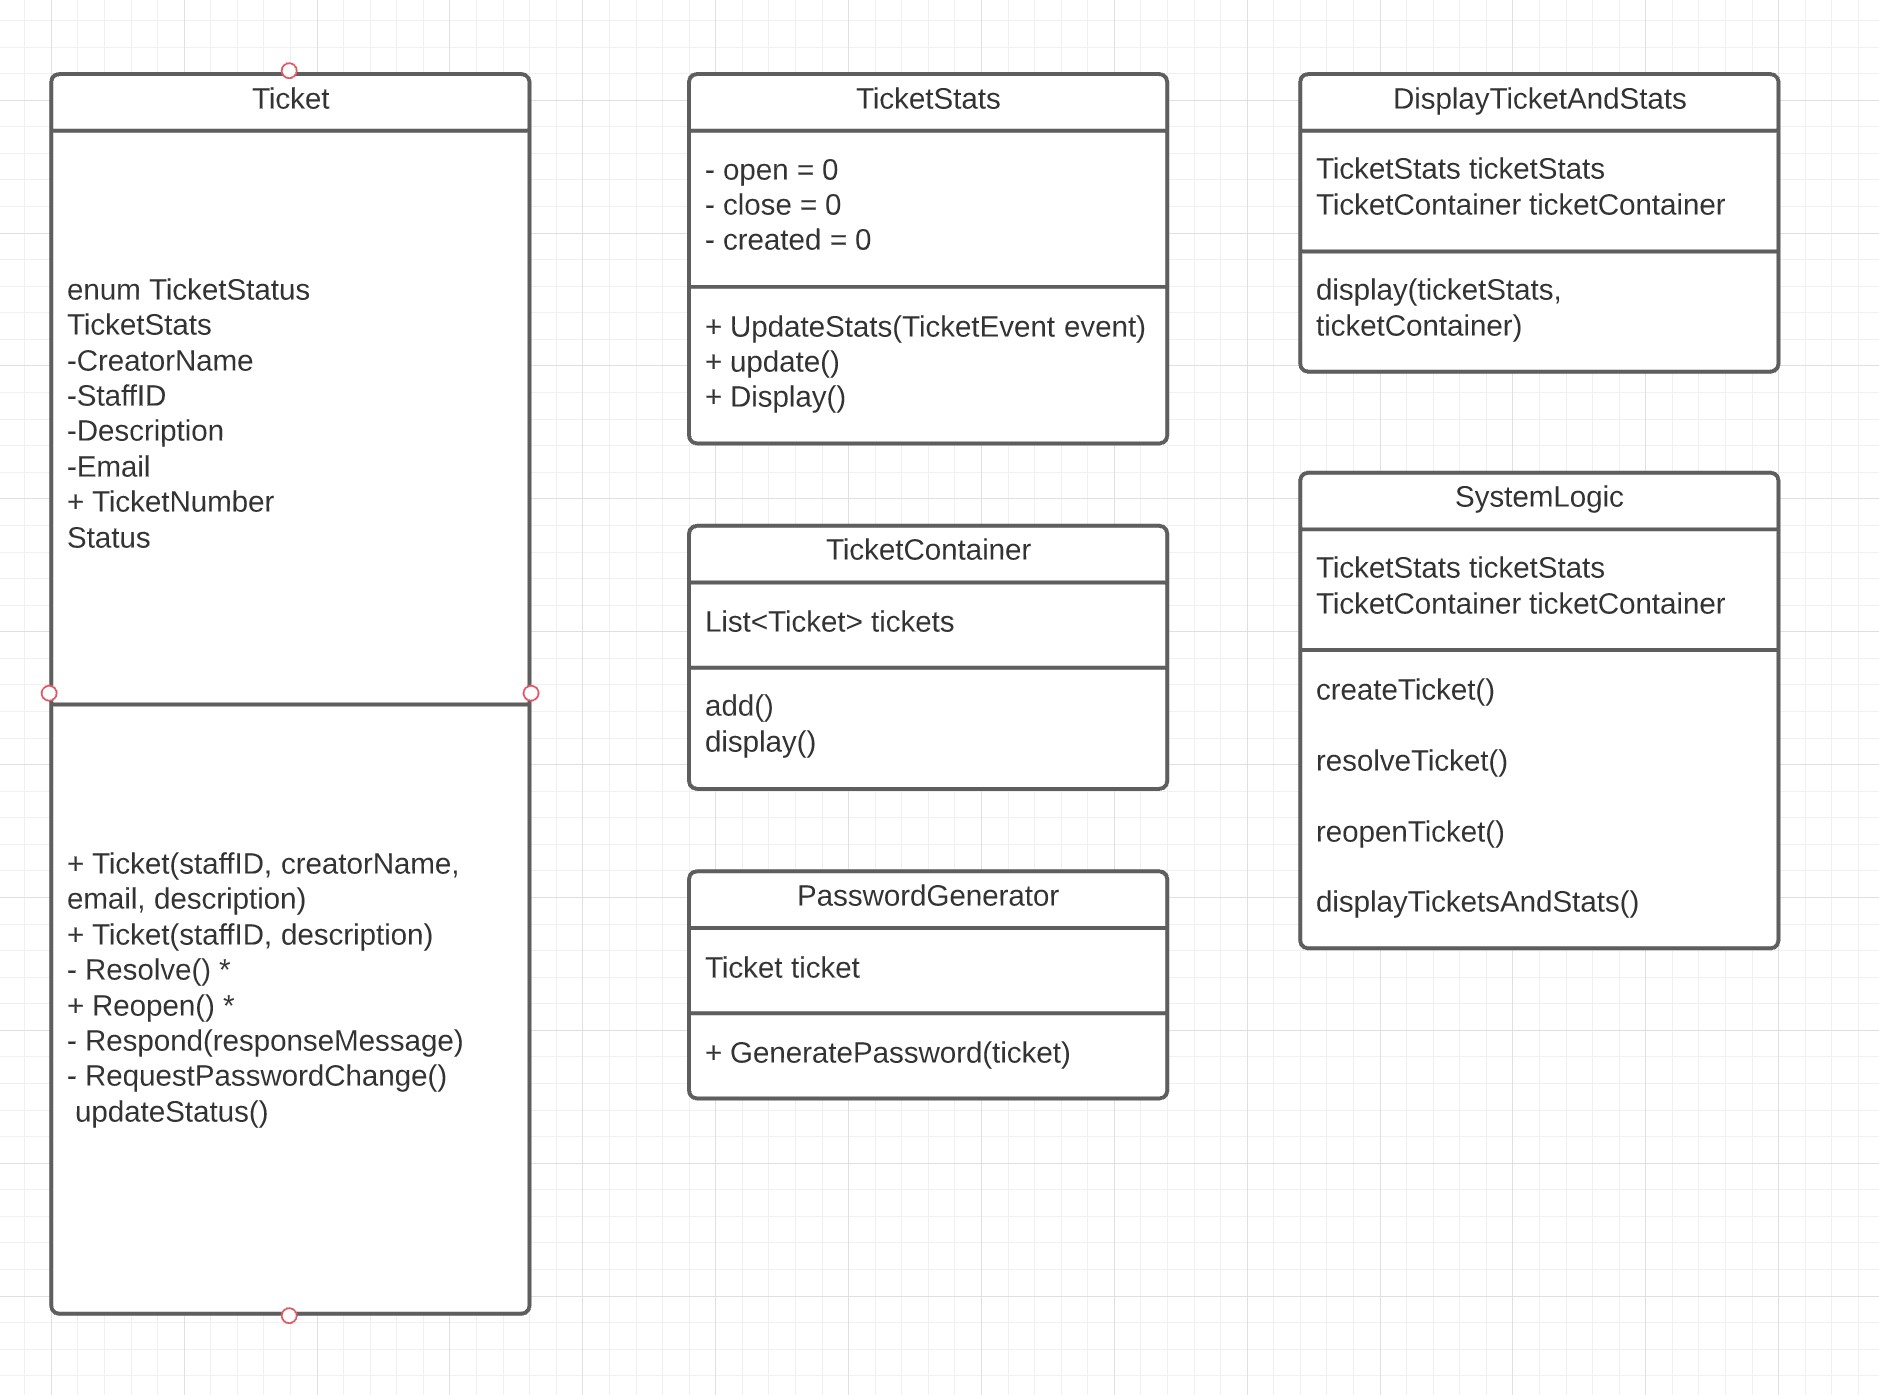 Ticket
enum TicketStatus
TicketStats
-CreatorName
-StaffID
-Description
-Email
+ TicketNumber
Status
+ Ticket(staffID, creatorName,
email, description)
+ Ticket(staffID, description)
- Resolve() *
+ Reopen() *
- Respond(responseMessage)
- RequestPasswordChange()
updateStatus()
TicketStats
- open = 0
- close = 0
- created = 0
+ UpdateStats(TicketEvent event)
+ update()
+ Display()
TicketContainer
List<Ticket> tickets
add()
display()
PasswordGenerator
Ticket ticket
+ GeneratePassword(ticket)
DisplayTicketAndStats
TicketStats ticketStats
TicketContainer ticketContainer
display(ticketStats,
ticketContainer)
SystemLogic
TicketStats ticketStats
TicketContainer ticketContainer
createTicket()
resolveTicket()
reopenTicket()
displayTicketsAndStats()